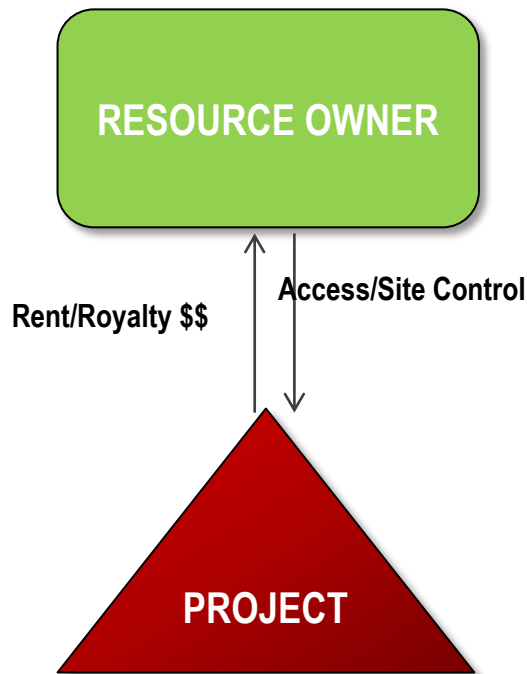 RESOURCE OWNER
Access/Site Control
Rent/Royalty $$
PROJECT